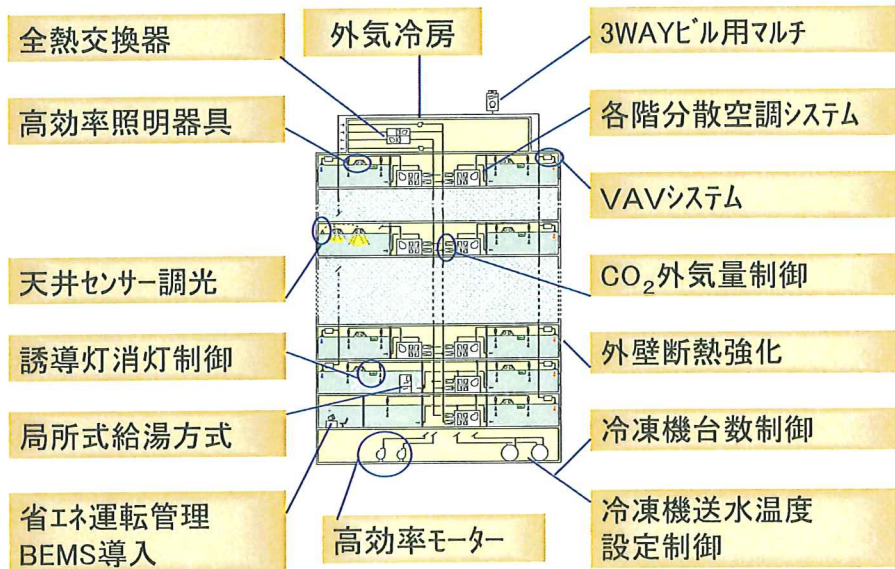 全熱交換器
外気冷房
3WAYビル用マルチ
高効率照明器具
各階分散空調システム
VAVシステム
天井センサー調光
CO₂外気量制御
誘導灯消灯制御
外壁断熱強化
局所式給湯方式
冷凍機台数制御
省エネ運転管理
BEMS導入
高効率モーター
冷凍機送水温度
設定制御